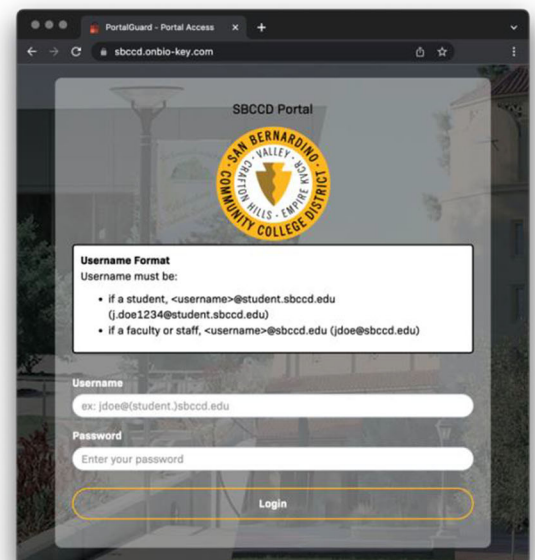 PortalGuard - Portal Access
sbccd.onbio-key.com
SBCCD Portal
SAN BERNARDINO
VALLEY
CRAFTON HILLS · EMPIRE KVCR
COMMUNITY COLLEGE DISTRICT
Username Format
Username must be:
• if a student, <username>@student.sbccd.edu
(j.doe1234@student.sbccd.edu)
• if a faculty or staff, <username>@sbccd.edu (jdoe@sbccd.edu)
Username
ex: jdoe@(student.)sbccd.edu
Password
Enter your password
Login